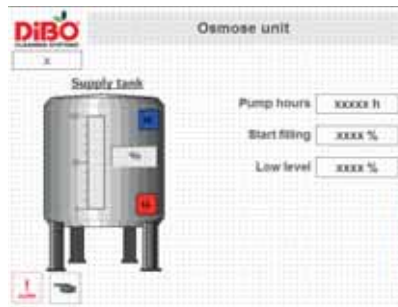 DiBO
CLEANING SYSTEMS
Osmose unit
x
Supply tank
Pump hours xxxxx h
Start filling xxxx %
Low level xxxx %
%